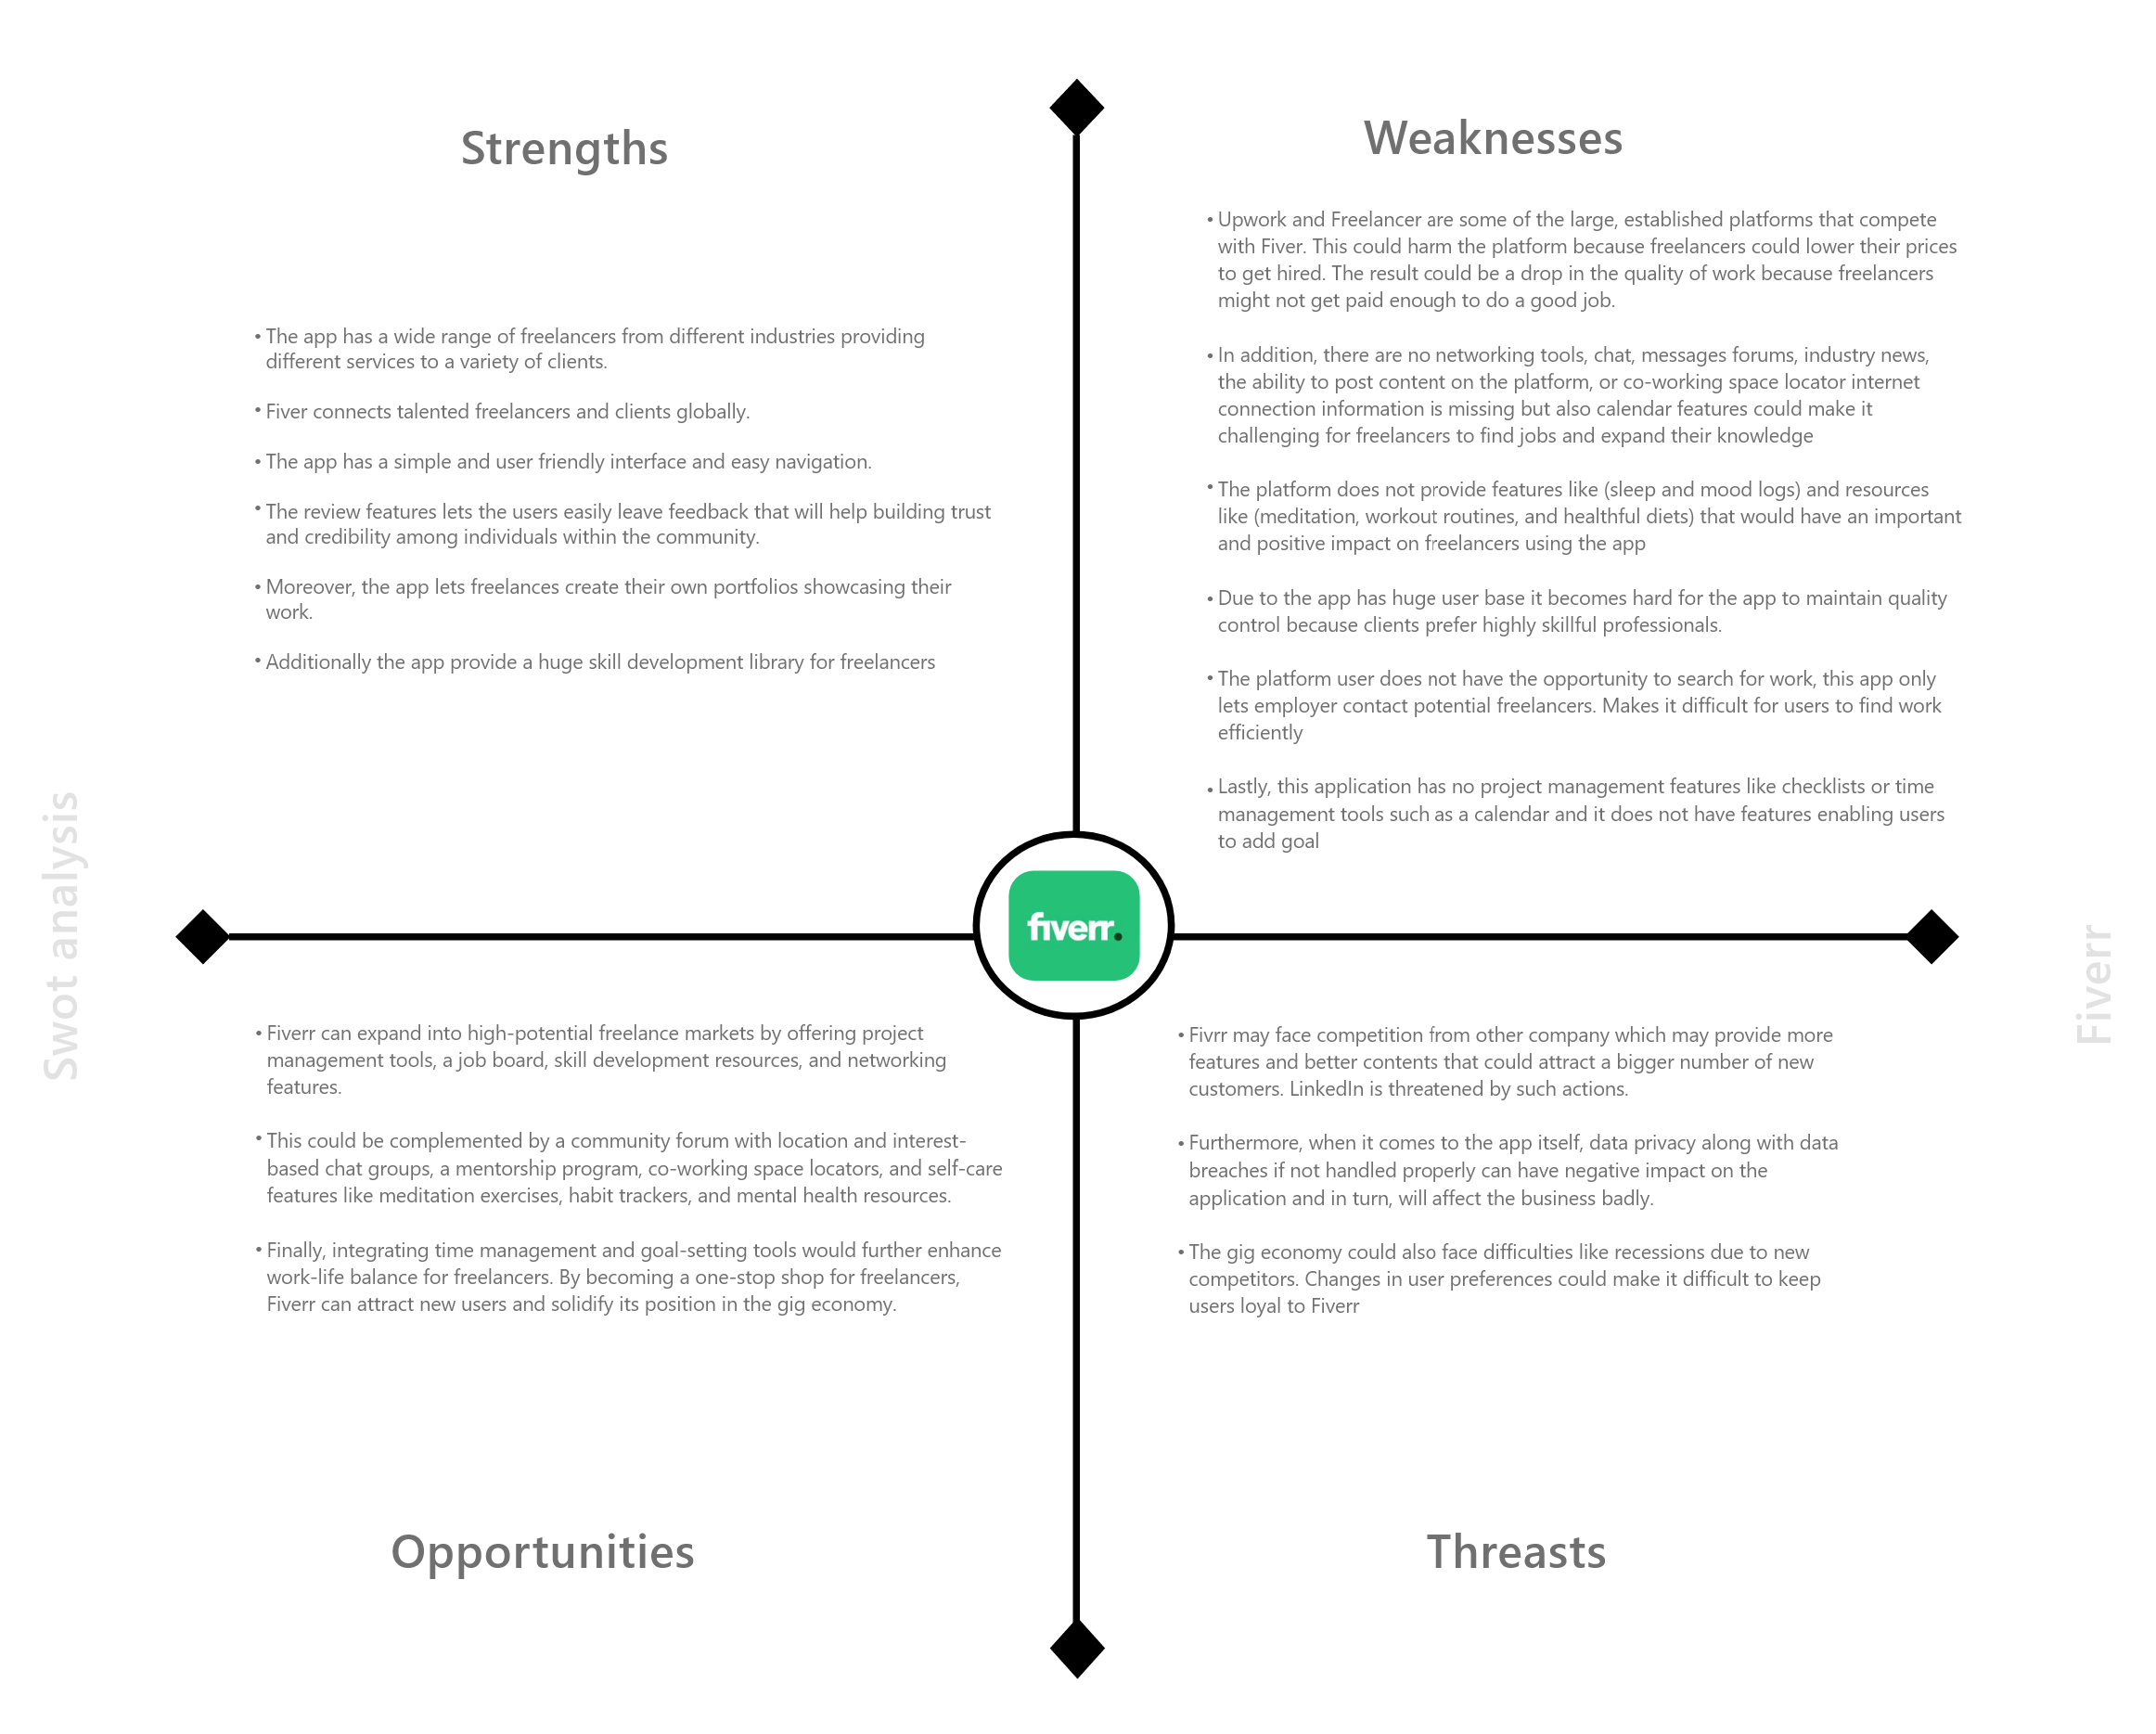 Strengths
• The app has a wide range of freelancers from different industries providing
different services to a variety of clients.
• Fiver connects talented freelancers and clients globally.
• The app has a simple and user friendly interface and easy navigation.
• The review features lets the users easily leave feedback that will help building trust
and credibility among individuals within the community.
• Moreover, the app lets freelances create their own portfolios showcasing their
work.
• Additionally the app provide a huge skill development library for freelancers
Weaknesses
• Upwork and Freelancer are some of the large, established platforms that compete
with Fiver. This could harm the platform because freelancers could lower their prices
to get hired. The result could be a drop in the quality of work because freelancers
might not get paid enough to do a good job.
• In addition, there are no networking tools, chat, messages forums, industry news,
the ability to post content on the platform, or co-working space locator internet
connection information is missing but also calendar features could make it
challenging for freelancers to find jobs and expand their knowledge
• The platform does not provide features like (sleep and mood logs) and resources
like (meditation, workout routines, and healthful diets) that would have an important
and positive impact on freelancers using the app
• Due to the app has huge user base it becomes hard for the app to maintain quality
control because clients prefer highly skillful professionals.
• The platform user does not have the opportunity to search for work, this app only
lets employer contact potential freelancers. Makes it difficult for users to find work
efficiently
• Lastly, this application has no project management features like checklists or time
management tools such as a calendar and it does not have features enabling users
to add goal
Swot analysis
fiverr.
Fiverr
• Fiverr can expand into high-potential freelance markets by offering project
management tools, a job board, skill development resources, and networking
features.
• This could be complemented by a community forum with location and interest-
based chat groups, a mentorship program, co-working space locators, and self-care
features like meditation exercises, habit trackers, and mental health resources.
• Finally, integrating time management and goal-setting tools would further enhance
work-life balance for freelancers. By becoming a one-stop shop for freelancers,
Fiverr can attract new users and solidify its position in the gig economy.
Opportunities
• Fivrr may face competition from other company which may provide more
features and better contents that could attract a bigger number of new
customers. LinkedIn is threatened by such actions.
• Furthermore, when it comes to the app itself, data privacy along with data
breaches if not handled properly can have negative impact on the
application and in turn, will affect the business badly.
• The gig economy could also face difficulties like recessions due to new
competitors. Changes in user preferences could make it difficult to keep
users loyal to Fiverr
Threasts